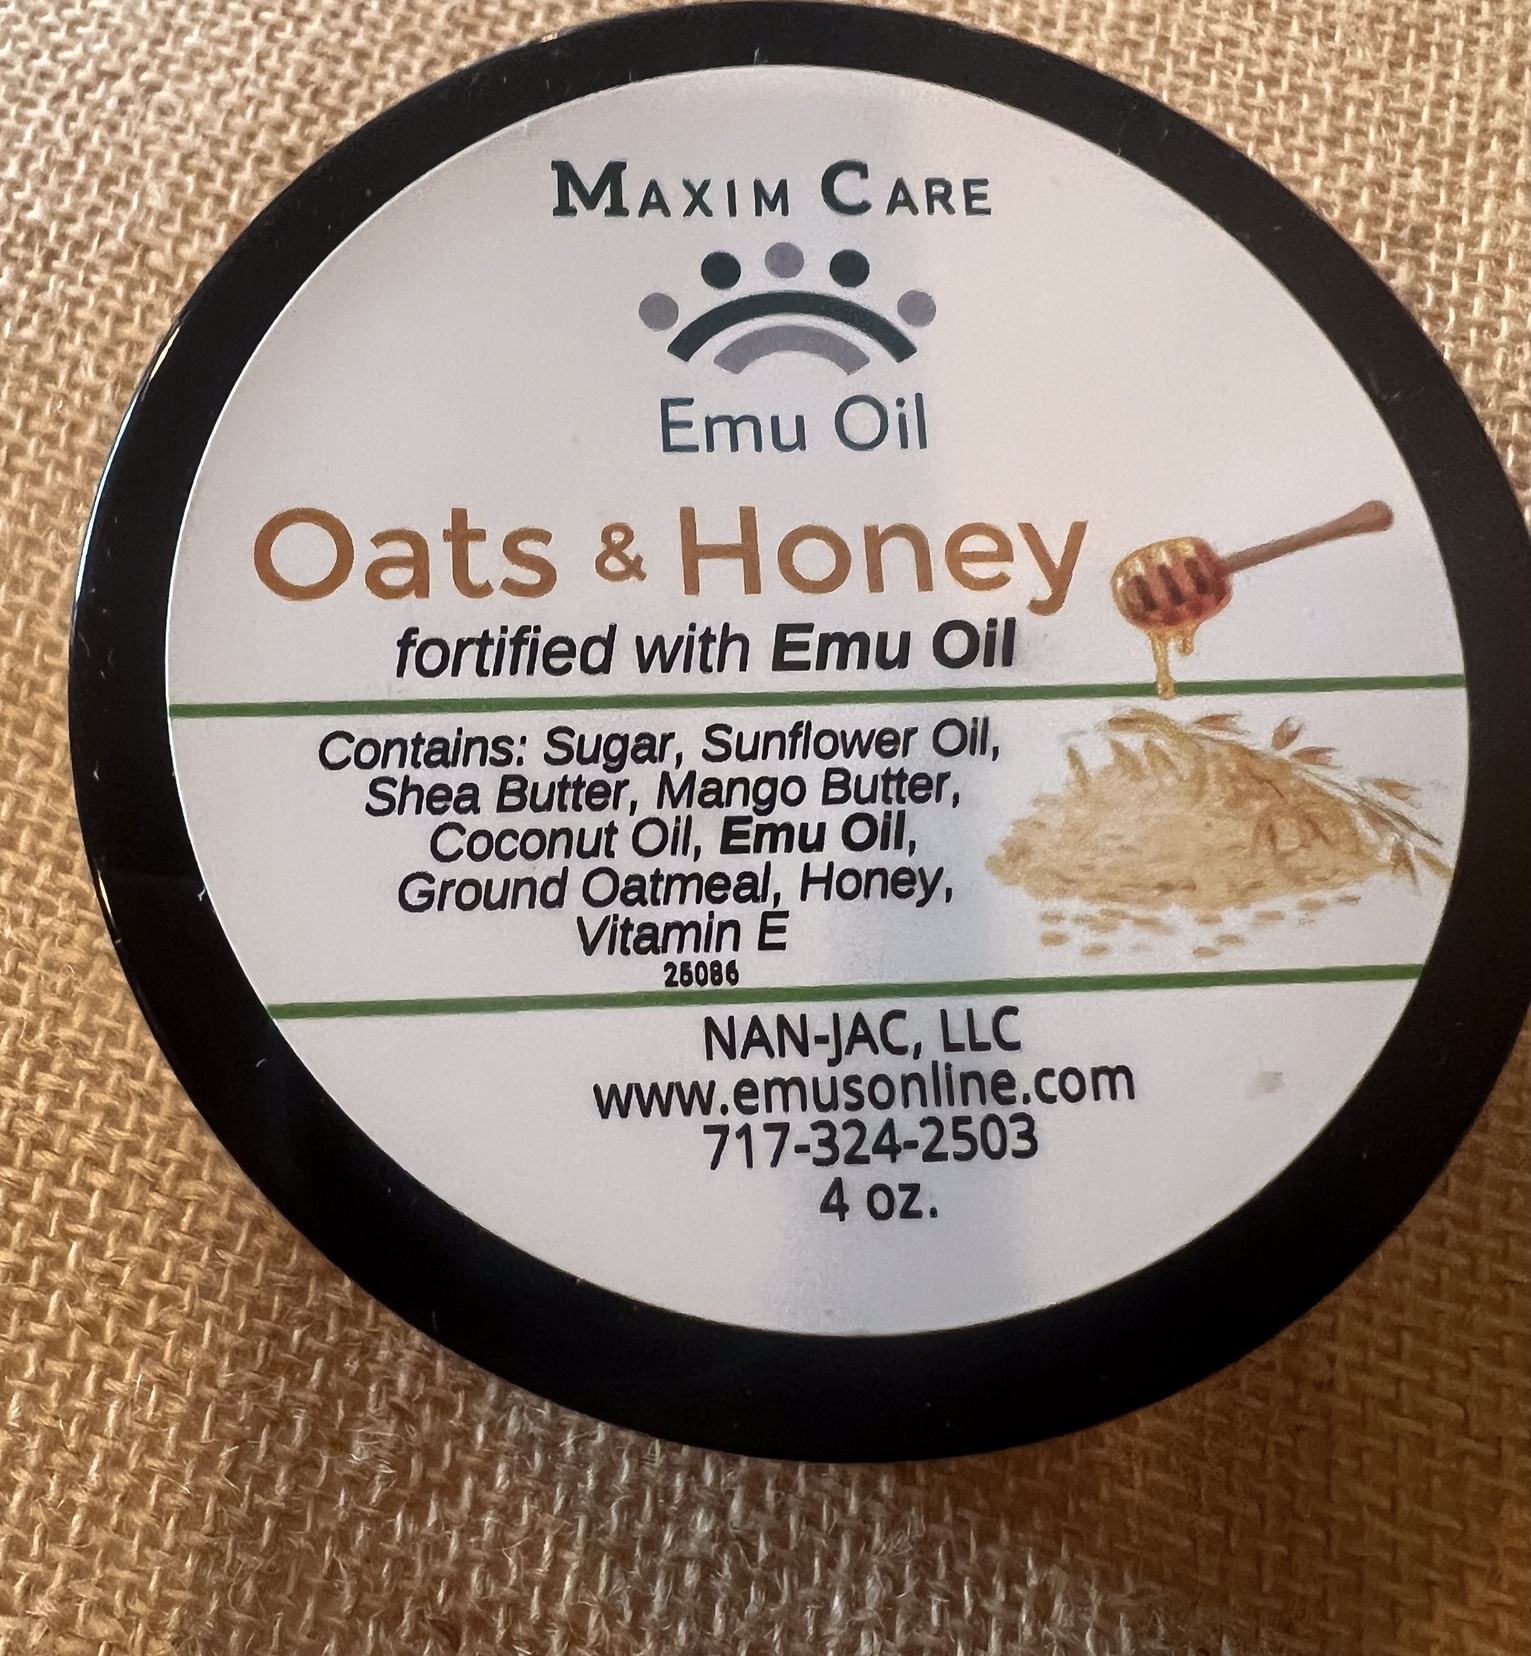 MAXIM CARE
Emu Oil
Oats & Honey
fortified with Emu Oil
Contains: Sugar, Sunflower Oil,
Shea Butter, Mango Butter,
Coconut Oil, Emu Oil,
Ground Oatmeal, Honey,
Vitamin E
25086
NAN-JAC, LLC
www.emusonline.com
717-324-2503
4 oz.